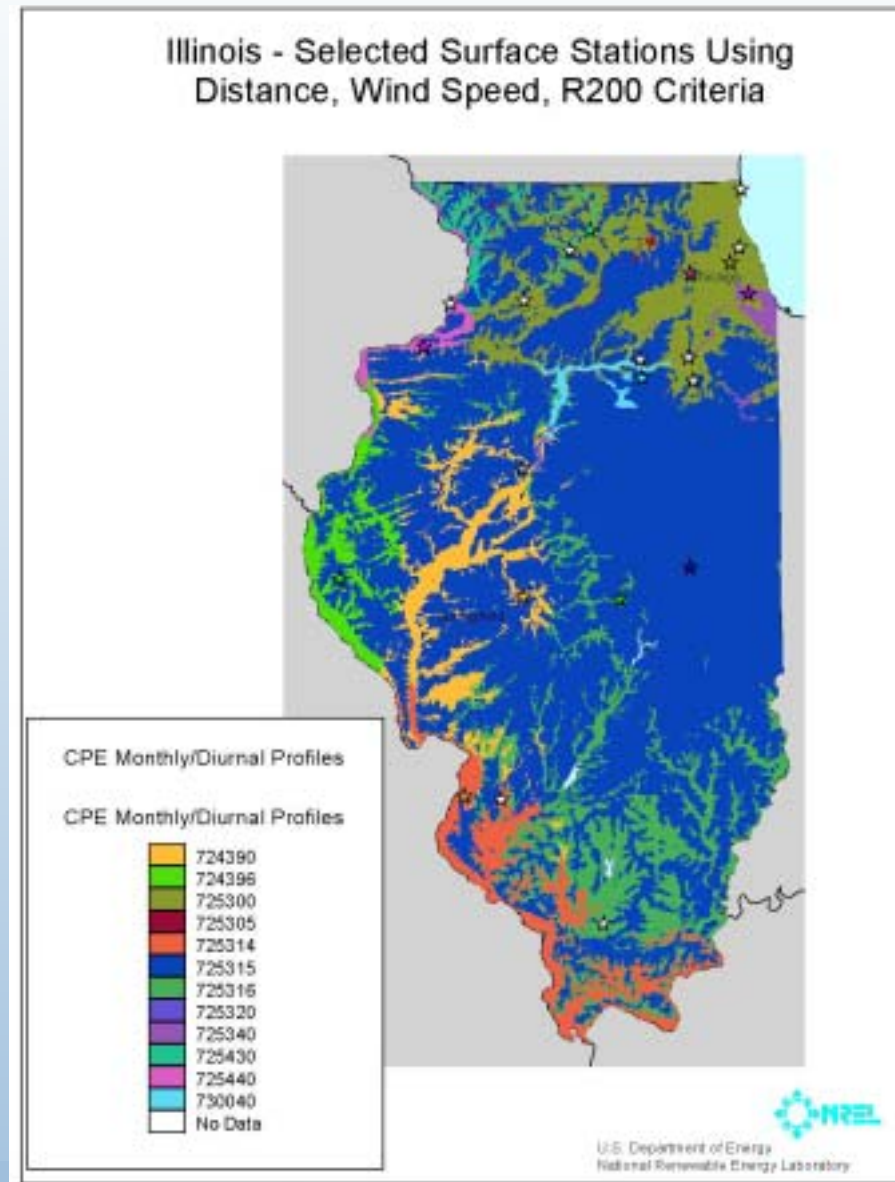 Illinois - Selected Surface Stations Using
Distance, Wind Speed, R200 Criteria
Chicago
CPE Monthly/Diurnal Profiles
CPE Monthly/Diurnal Profiles
724390
724396
725300
725305
725314
725315
725316
725320
725340
725430
725440
730040
No Data
NREL
U.S. Department of Energy
National Renewable Energy Laboratory